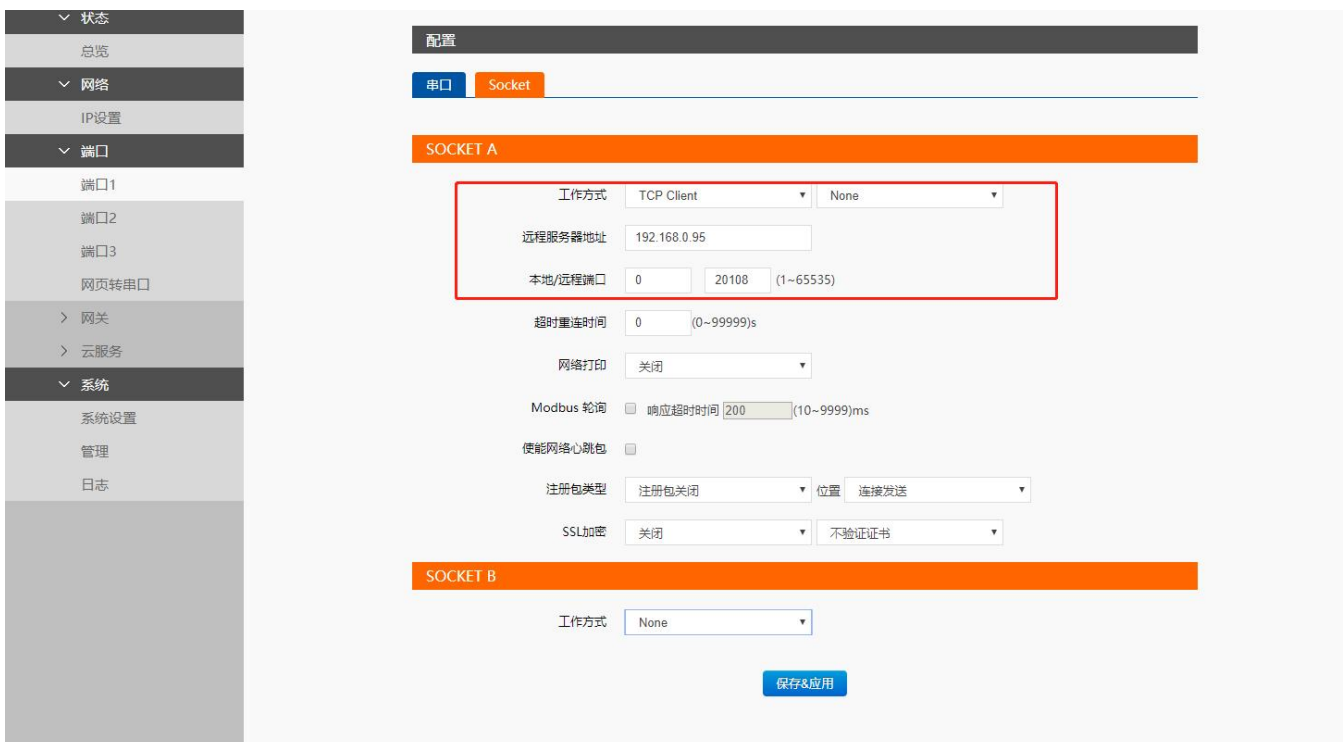 状态
总览
网络
IP设置
端口
端口1
端口2
端口3
网页转串口
网关
云服务
系统
系统设置
管理
日志
配置
串口 Socket
SOCKET A
工作方式 TCP Client None
远程服务器地址 192.168.0.95
本地/远程端口 0 20108 (1~65535)
超时重连时间 0 (0~99999)s
网络打印 关闭
Modbus 轮询 响应超时时间 200 (10~9999)ms
使能网络心跳包
注册包类型 注册包关闭 位置 连接发送
SSL加密 关闭 不验证证书
SOCKET B
工作方式 None
保存&应用